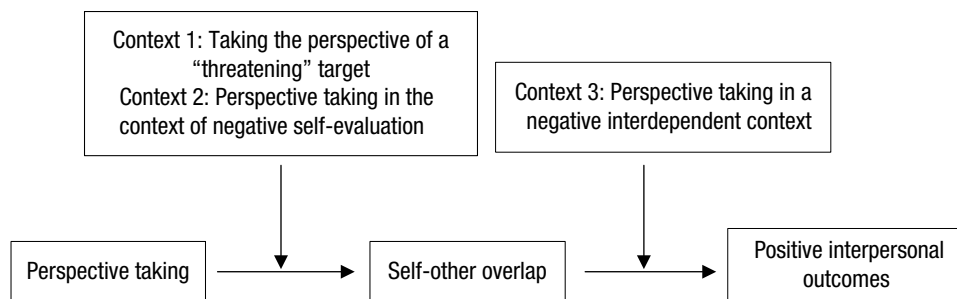 Context 1: Taking the perspective of a
“threatening” target
Context 2: Perspective taking in the
context of negative self-evaluation
Context 3: Perspective taking in a
negative interdependent context
Perspective taking
Self-other overlap
Positive interpersonal
outcomes